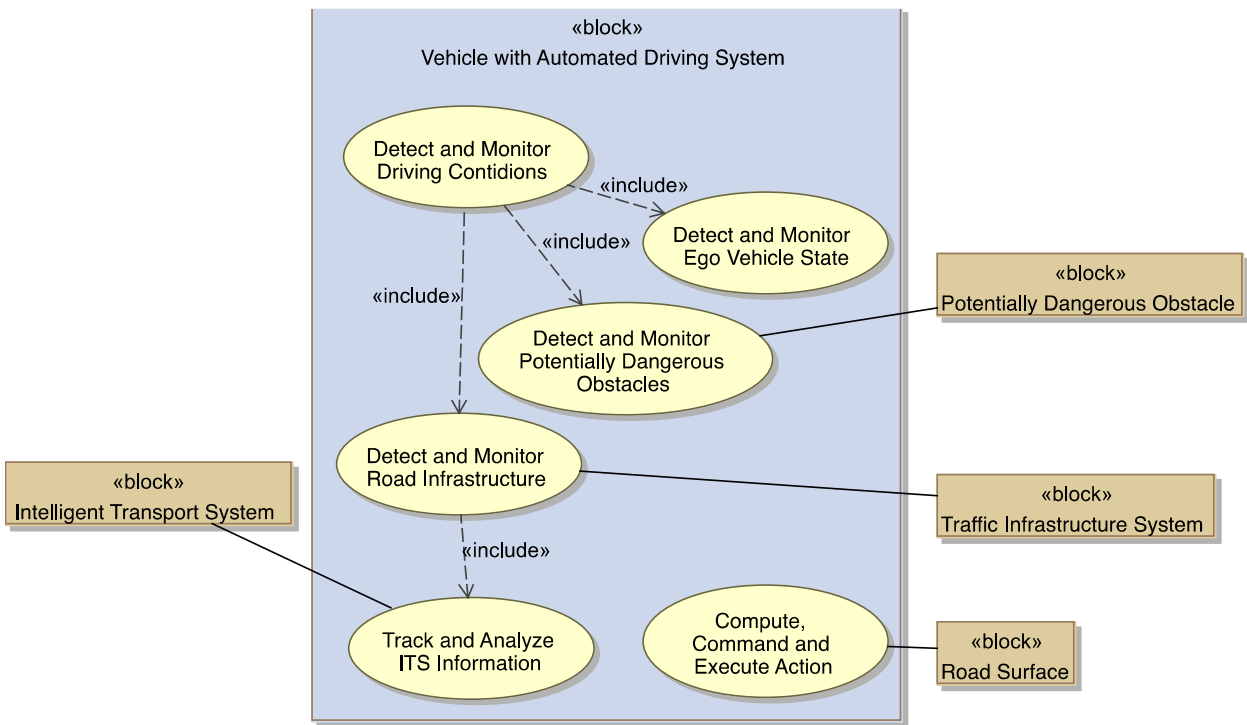 «block»
Vehicle with Automated Driving System
Detect and Monitor
Driving Contidions
«include»
Detect and Monitor
Ego Vehicle State
«include»
«block»
Potentially Dangerous Obstacle
«include»
Detect and Monitor
Potentially Dangerous
Obstacles
Detect and Monitor
Road Infrastructure
«block»
Intelligent Transport System
«block»
Traffic Infrastructure System
«include»
Track and Analyze
ITS Information
Compute,
Command and
Execute Action
«block»
Road Surface